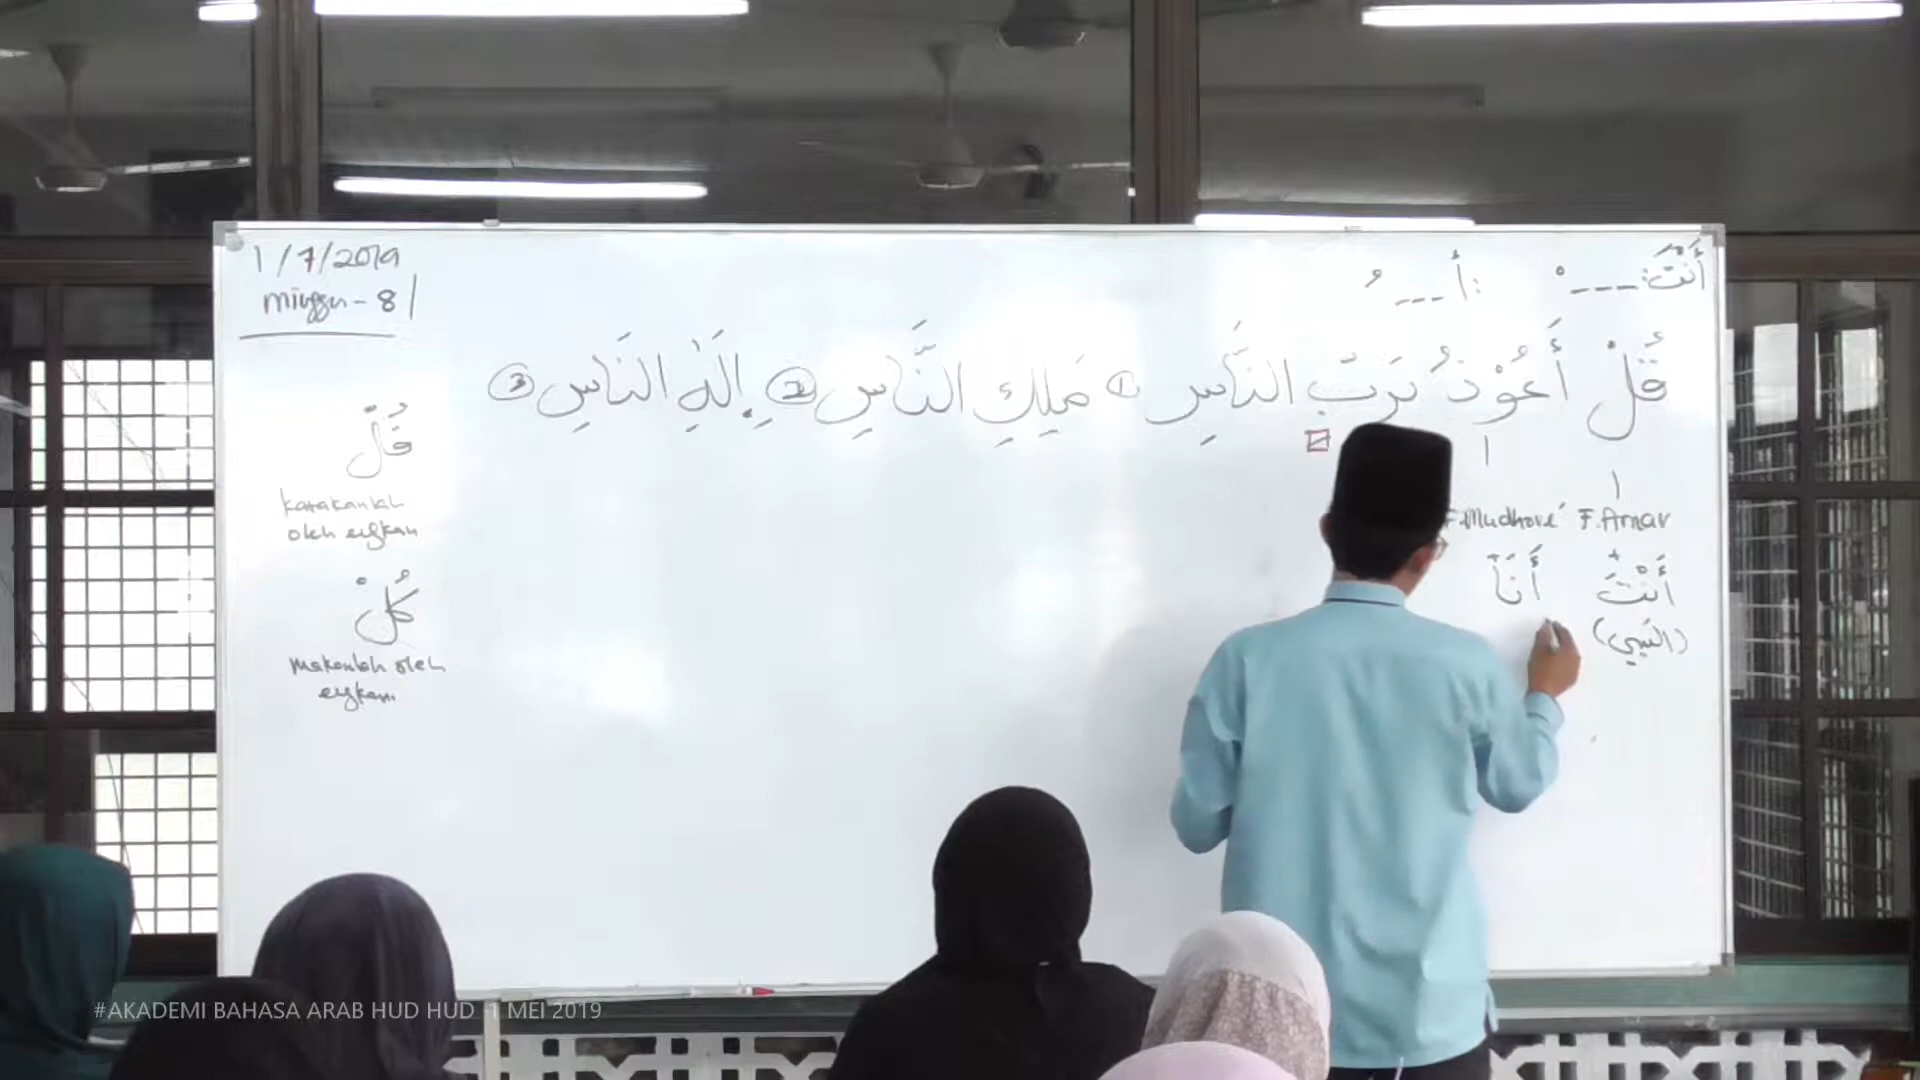 1/7/2019
minggu - 8
أَنْتَ: ---ْ    : أَ---ُ
قُلْ أَعُوْذُ بِرَبِّ النَّاسِ ① مَلِكِ النَّاسِ ② إِلَٰهِ النَّاسِ ③
قُلْ
katakanlah
oleh engkau
كُلْ
makanlah oleh
engkau
F. Mudhore' F. Amar
أَنْتَ أَنَا
(النبي)
#AKADEMI BAHASA ARAB HUD HUD 1 MEI 2019